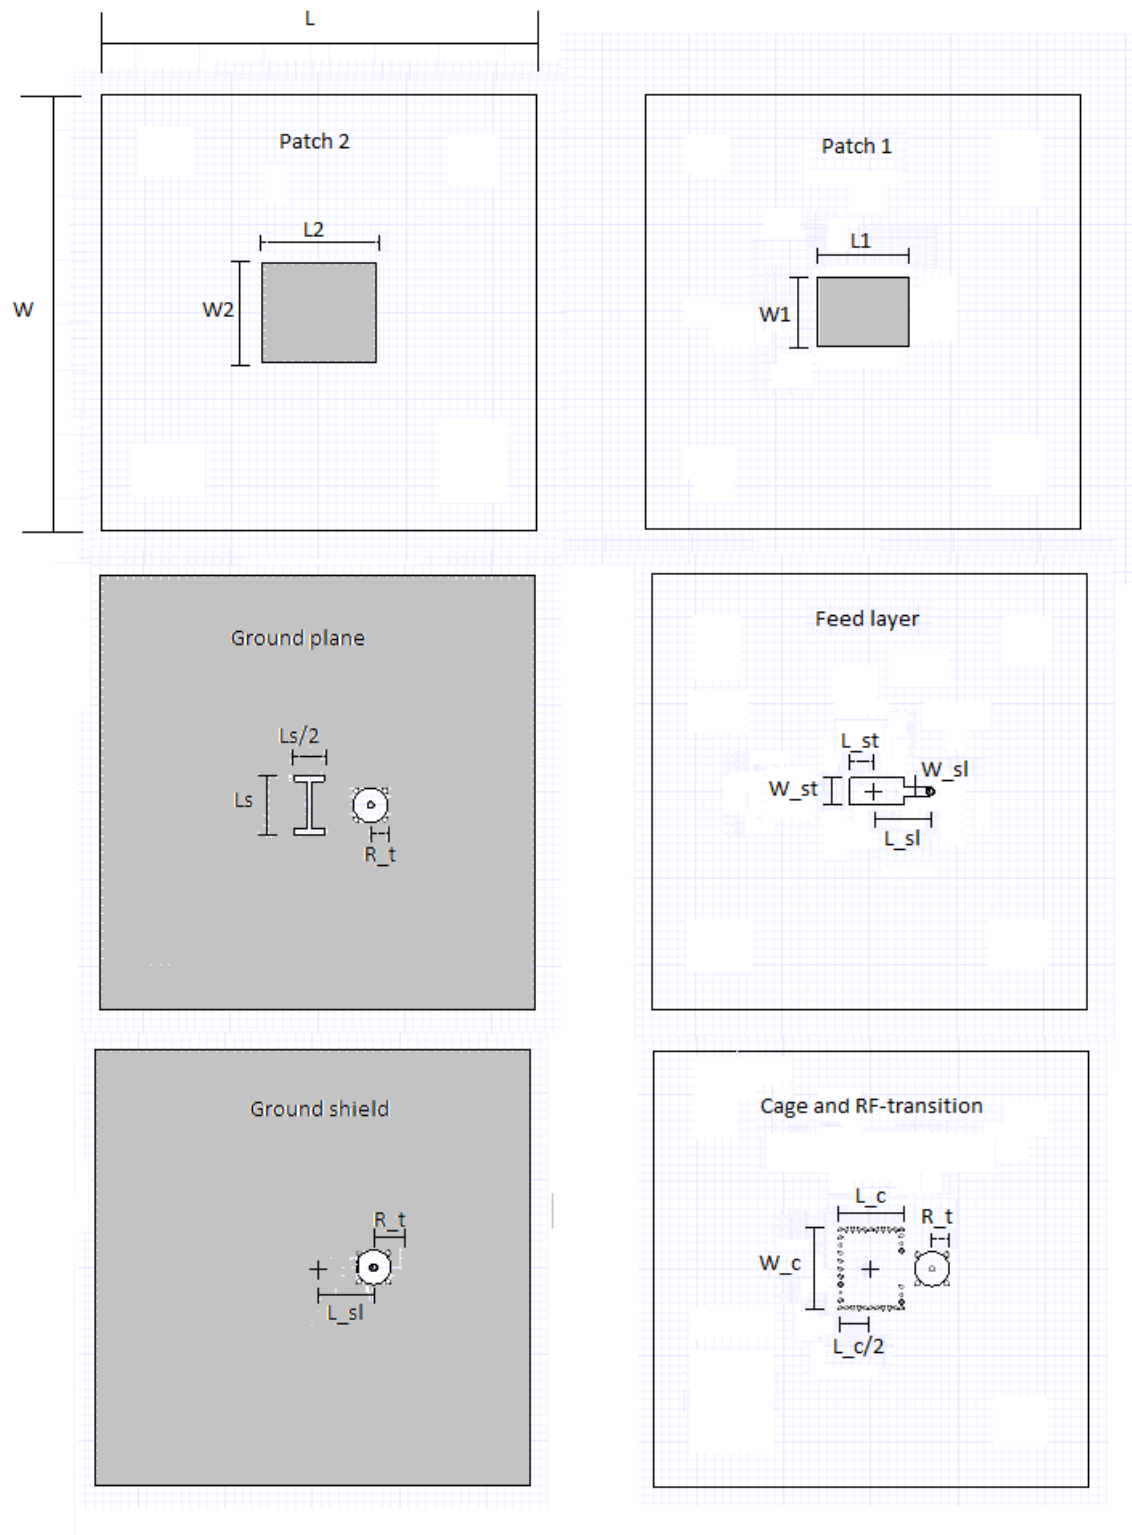 L
Patch 2
L2
W
W2
Patch 1
L1
W1
Ground plane
Ls/2
Ls
R_t
Feed layer
L_st
W_sl
W_st
L_sl
Ground shield
R_t
L_sl
Cage and RF-transition
L_c
R_t
W_c
L_c/2